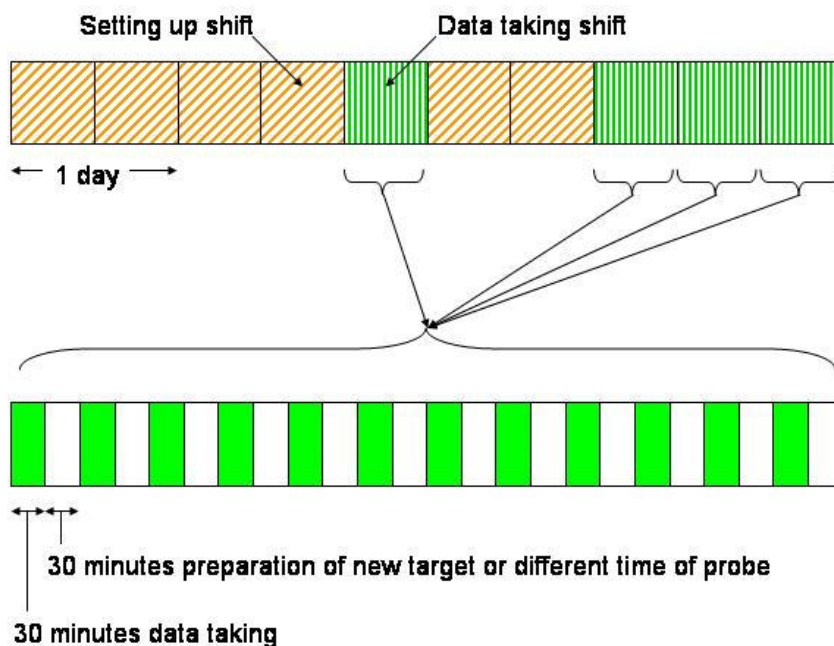 Setting up shift
Data taking shift
1 day
30 minutes preparation of new target or different time of probe
30 minutes data taking